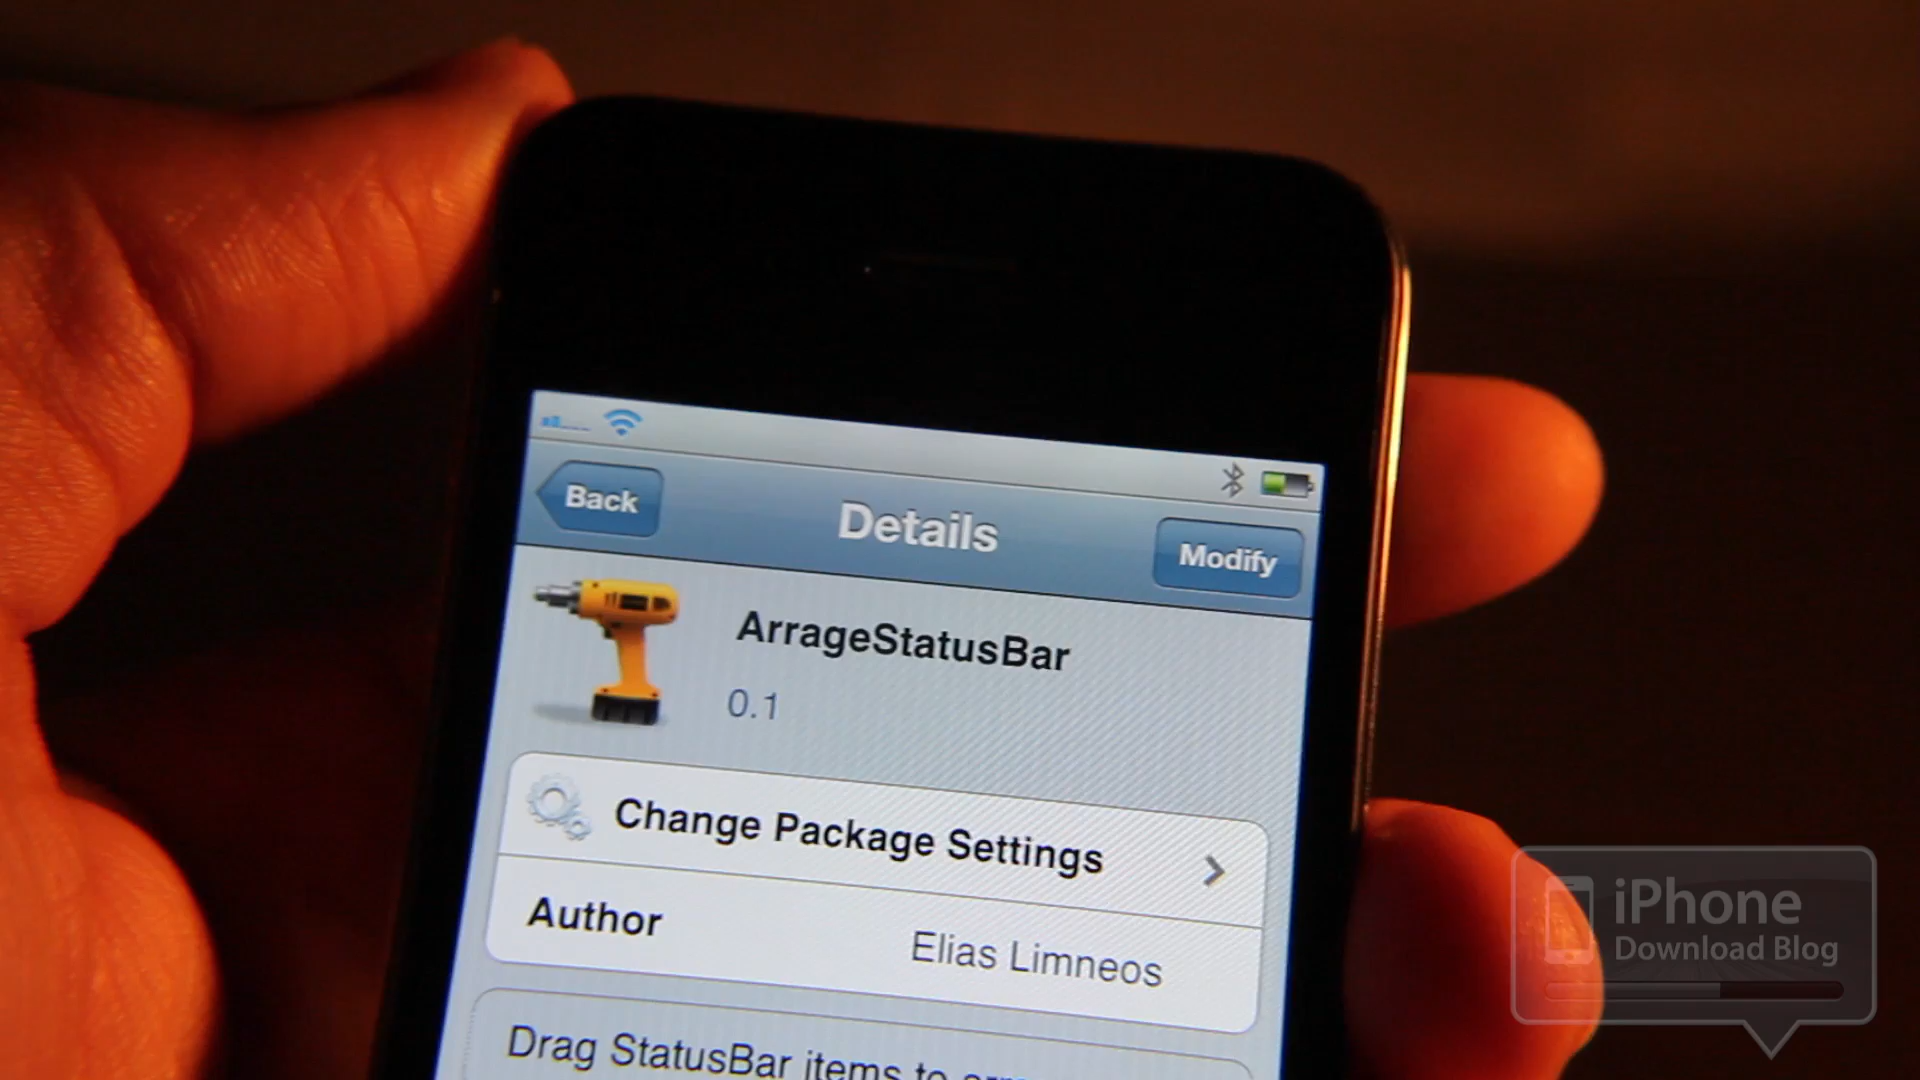 Back
Details
Modify
ArrageStatusBar
0.1
Change Package Settings
Author
Elias Limneos
Drag StatusBar items to
iPhone
Download Blog